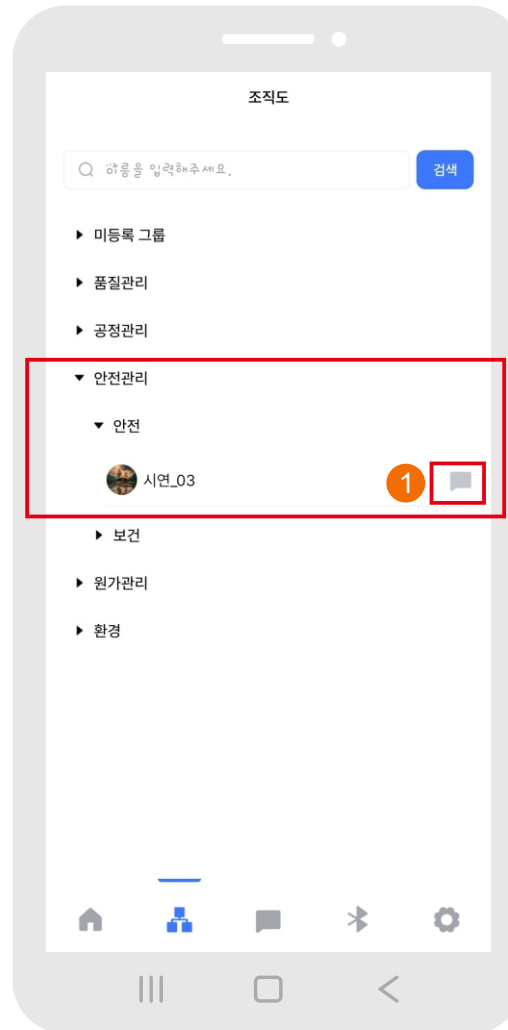 조직도
이름을 입력해주세요.
검색
미등록 그룹
품질관리
공정관리
안전관리
안전
시연_03
1
보건
원가관리
환경